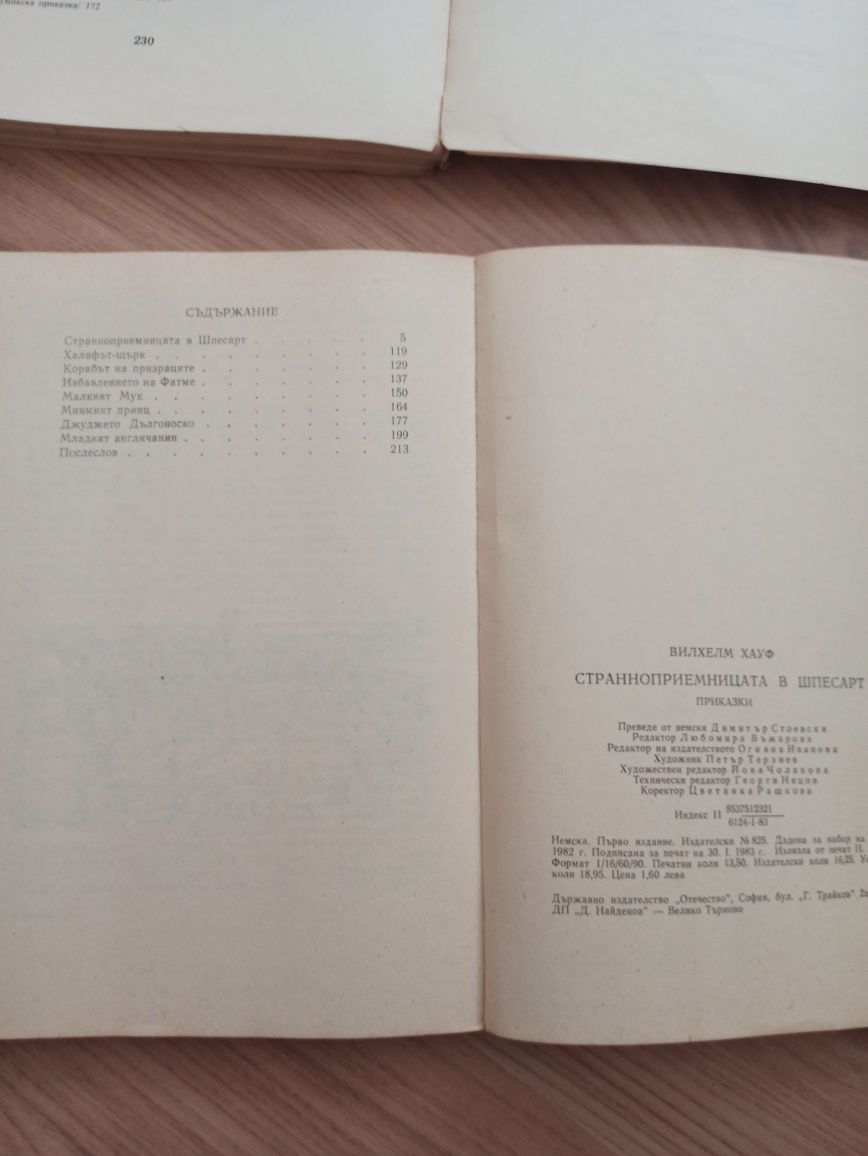 приказка/ 172
230
СЪДЪРЖАНИЕ
Странноприемницата в Шпесарт . . . . . 5
Халифът-щърк . . . . . . . . . 119
Корабът на призраците . . . . . . . 129
Избавлението на Фатме . . . . . . . 137
Малкият Мук . . . . . . . . . 150
Мнимият принц . . . . . . . . . 164
Джуджето Дългоноско . . . . . . . 177
Младият англичанин . . . . . . . . 199
Послеслов . . . . . . . . . . 213
ВИЛХЕЛМ ХАУФ
СТРАННОПРИЕМНИЦАТА В ШПЕСАРТ
ПРИКАЗКИ
Преведе от немски Димитър Стоевски
Редактор Любомира Въжарова
Редактор на издателството Огняна Иванова
Художник Петър Терзиев
Художествен редактор Йова Чолакова
Технически редактор Георги Нецов
Коректор Цветанка Рашкова
Индекс 11 9537512321
6124-1-83
Немска. Първо издание. Издателски № 825. Дадена за набор на
1982 г. Подписана за печат на 30. I. 1983 г. Излязла от печат II.
Формат 1/16/60/90. Печатни коли 13,50. Издателски коли 16,25.
коли 18,95. Цена 1,60 лева
Държавно издателство „Отечество", София, бул. „Г. Трайков" 2а
ДП „Д. Найденов" — Велико Търново